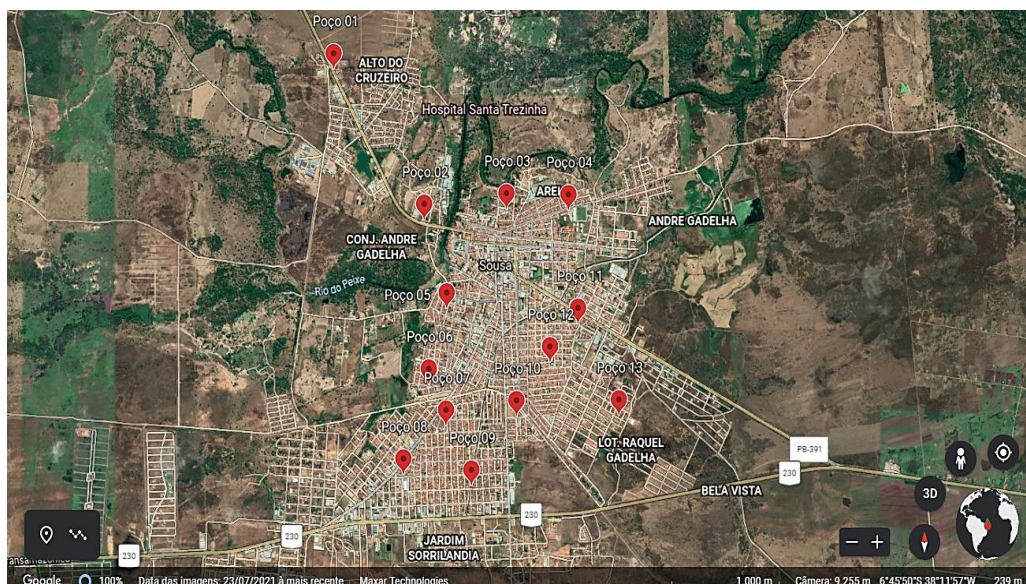 Poço 01
ALTO DO
CRUZEIRO
Hospital Santa Trezinha
Poço 02
Poço 03
Poço 04
ANDRE GADELHA
CONJ. ANDRE
GADELHA
Sousa
Rio do Peixe
Poço 05
Poço 11
Poço 12
Poço 06
Poço 07
Poço 10
Poço 13
Poço 08
Poço 09
LOT. RAQUEL
GADELHA
PB-391
230
BELA VISTA
230
230
230
JARDIM
SORRILANDIA
3D
Google
100%
Data das imagens: 23/07/2021 à mais recente
Maxar Technologies
1.000 m
Câmera: 9.255 m
6°45'50"S 38°11'57"W
239 m